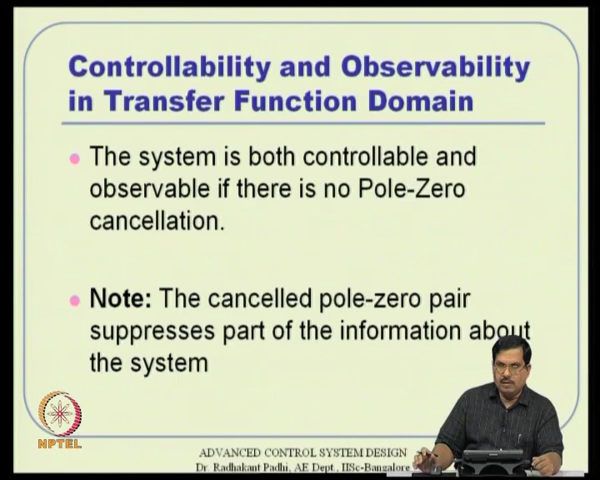 Controllability and Observability
in Transfer Function Domain
The system is both controllable and
observable if there is no Pole-Zero
cancellation.
Note: The cancelled pole-zero pair
suppresses part of the information about
the system
NPTEL
ADVANCED CONTROL SYSTEM DESIGN
Dr. Radhakant Padhi, AE Dept., IISc-Bangalore